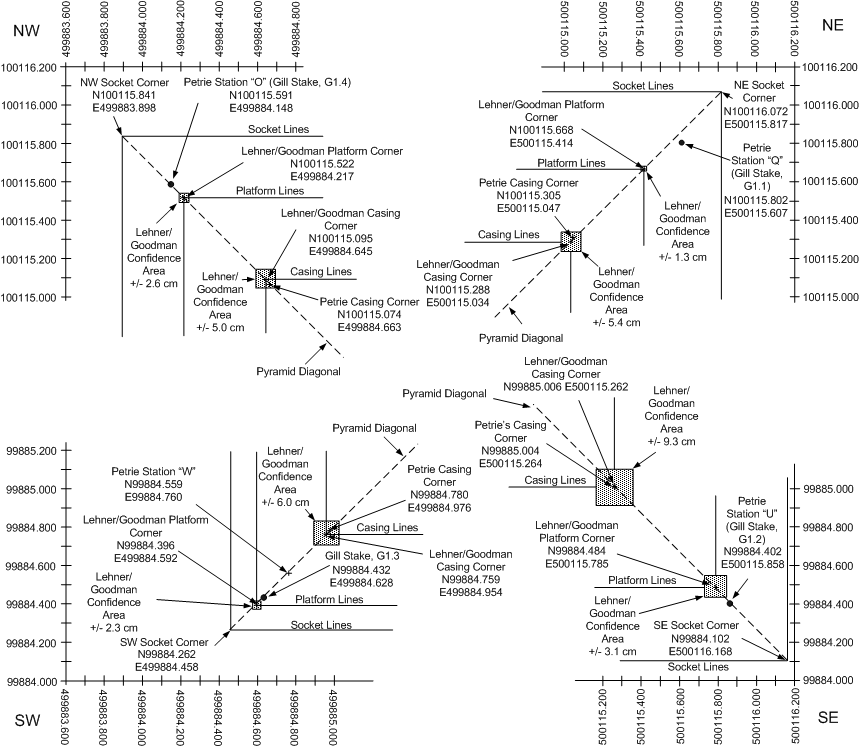 NW
499883.600
499883.800
499884.000
499884.200
499884.400
499884.600
499884.800
100116.200
100116.000
100115.800
100115.600
100115.400
100115.200
100115.000
NW Socket Corner
N100115.841
E499883.898
Petrie Station “O” (Gill Stake, G1.4)
N100115.591
E499884.148
Socket Lines
Lehner/Goodman Platform Corner
N100115.522
E499884.217
Platform Lines
Lehner/
Goodman
Confidence
Area
+/- 2.6 cm
Lehner/Goodman Casing
Corner
N100115.095
E499884.645
Lehner/
Goodman
Confidence
Area
+/- 5.0 cm
Casing Lines
Petrie Casing Corner
N100115.074
E499884.663
Pyramid Diagonal
NE
500115.000
500115.200
500115.400
500115.600
500115.800
500116.000
500116.200
100116.200
100116.000
100115.800
100115.600
100115.400
100115.200
100115.000
Socket Lines
NE Socket
Corner
N100116.072
E500115.817
Lehner/Goodman Platform
Corner
N100115.668
E500115.414
Petrie
Station “Q”
(Gill Stake,
G1.1)
N100115.802
E500115.607
Platform Lines
Petrie Casing Corner
N100115.305
E500115.047
Lehner/
Goodman
Confidence
Area
+/- 1.3 cm
Casing Lines
Lehner/Goodman
Casing Corner
N100115.288
E500115.034
Lehner/
Goodman
Confidence
Area
+/- 5.4 cm
Pyramid Diagonal
99885.200
99885.000
99884.800
99884.600
99884.400
99884.200
99884.000
Pyramid Diagonal
Lehner/
Goodman
Confidence
Area
+/- 6.0 cm
Petrie Station “W”
N99884.559
E99884.760
Petrie Casing
Corner
N99884.780
E499884.976
Lehner/Goodman Platform
Corner
N99884.396
E499884.592
Casing Lines
Gill Stake, G1.3
N99884.432
E499884.628
Lehner/Goodman
Casing Corner
N99884.759
E499884.954
Lehner/
Goodman
Confidence
Area
+/- 2.3 cm
Platform Lines
Socket Lines
SW Socket Corner
N99884.262
E499884.458
499883.600
499883.800
499884.000
499884.200
499884.400
499884.600
499884.800
499885.000
SW
Lehner/Goodman
Casing Corner
N99885.006 E500115.262
Pyramid Diagonal
Lehner/
Goodman
Confidence
Area
+/- 9.3 cm
Petrie's Casing
Corner
N99885.004
E500115.264
Casing Lines
Petrie
Station “U”
(Gill Stake,
G1.2)
N99884.402
E500115.858
Lehner/Goodman
Platform Corner
N99884.484
E500115.785
Platform Lines
Lehner/
Goodman
Confidence
Area
+/- 3.1 cm
SE Socket Corner
N99884.102
E500116.168
Socket Lines
99885.000
99884.800
99884.600
99884.400
99884.200
99884.000
500115.200
500115.400
500115.600
500115.800
500116.000
500116.200
SE